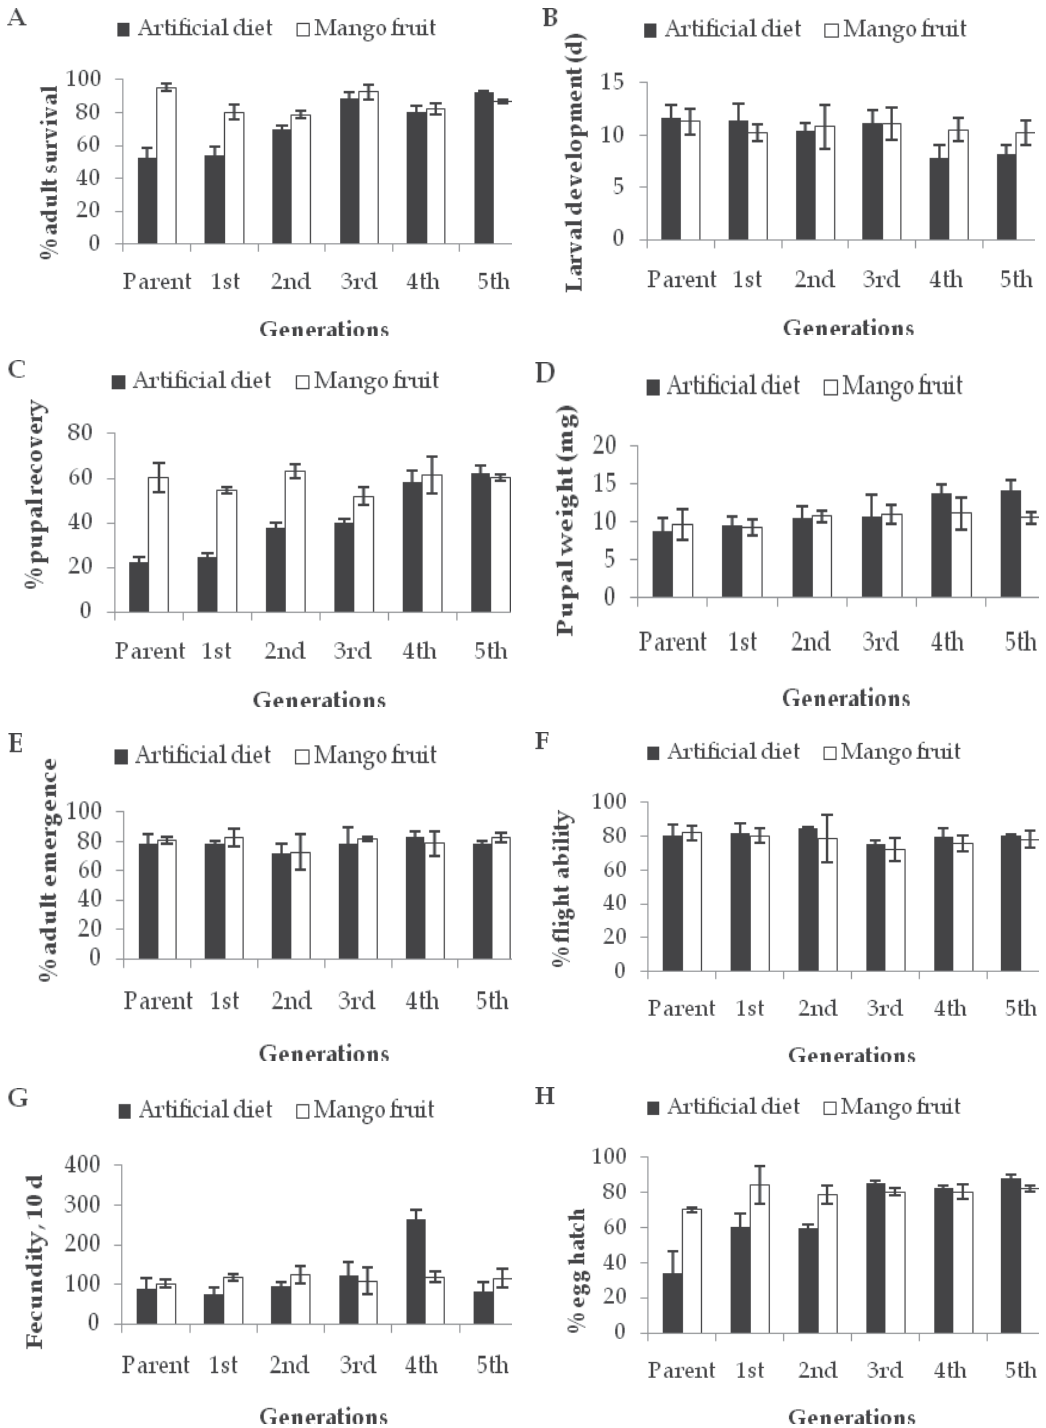 A
Artificial diet Mango fruit
% adult survival
100
80
60
40
20
0
Parent 1st 2nd 3rd 4th 5th
Generations
B
Artificial diet Mango fruit
Larval development (d)
15
10
5
0
Parent 1st 2nd 3rd 4th 5th
Generations
C
Artificial diet Mango fruit
% pupal recovery
80
60
40
20
0
Parent 1st 2nd 3rd 4th 5th
Generations
D
Artificial diet Mango fruit
Pupal weight (mg)
20
15
10
5
0
Parent 1st 2nd 3rd 4th 5th
Generations
E
Artificial diet Mango fruit
% adult emergence
100
80
60
40
20
0
Parent 1st 2nd 3rd 4th 5th
Generations
F
Artificial diet Mango fruit
% flight ability
100
80
60
40
20
0
Parent 1st 2nd 3rd 4th 5th
Generations
G
Artificial diet Mango fruit
Fecundity, 10 d
400
300
200
100
0
Parent 1st 2nd 3rd 4th 5th
Generations
H
Artificial diet Mango fruit
% egg hatch
100
80
60
40
20
0
Parent 1st 2nd 3rd 4th 5th
Generations